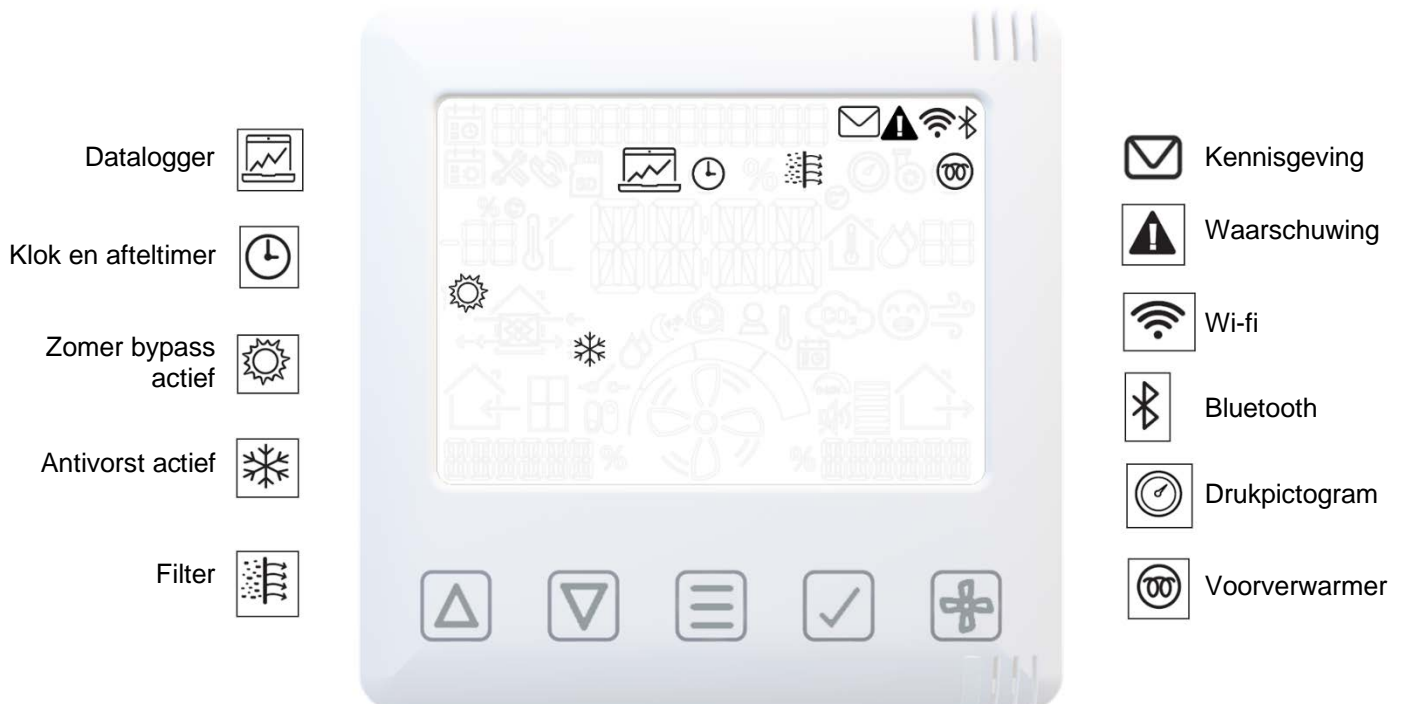 Datalogger
Klok en afteltimer
Zomer bypass
actief
Antivorst actief
Filter
Kennisgeving
Waarschuwing
Wi-fi
Bluetooth
Drukpictogram
Voorverwarmer